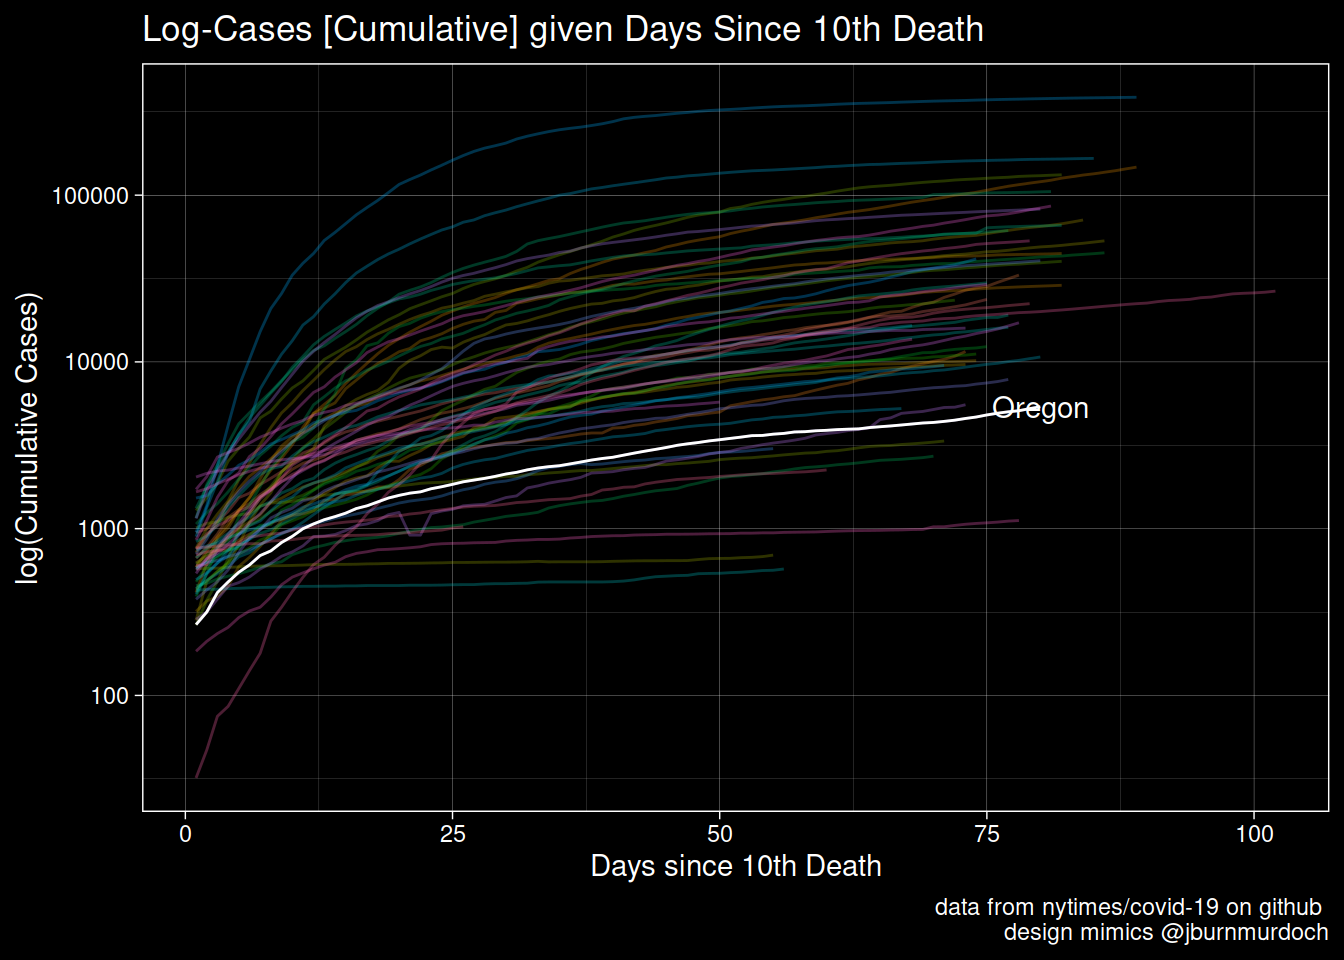 Log-Cases [Cumulative] given Days Since 10th Death
log(Cumulative Cases)
100000
10000
1000
100
Oregon
0 25 50 75 100
Days since 10th Death
data from nytimes/covid-19 on github
design mimics @jburnmurdoch